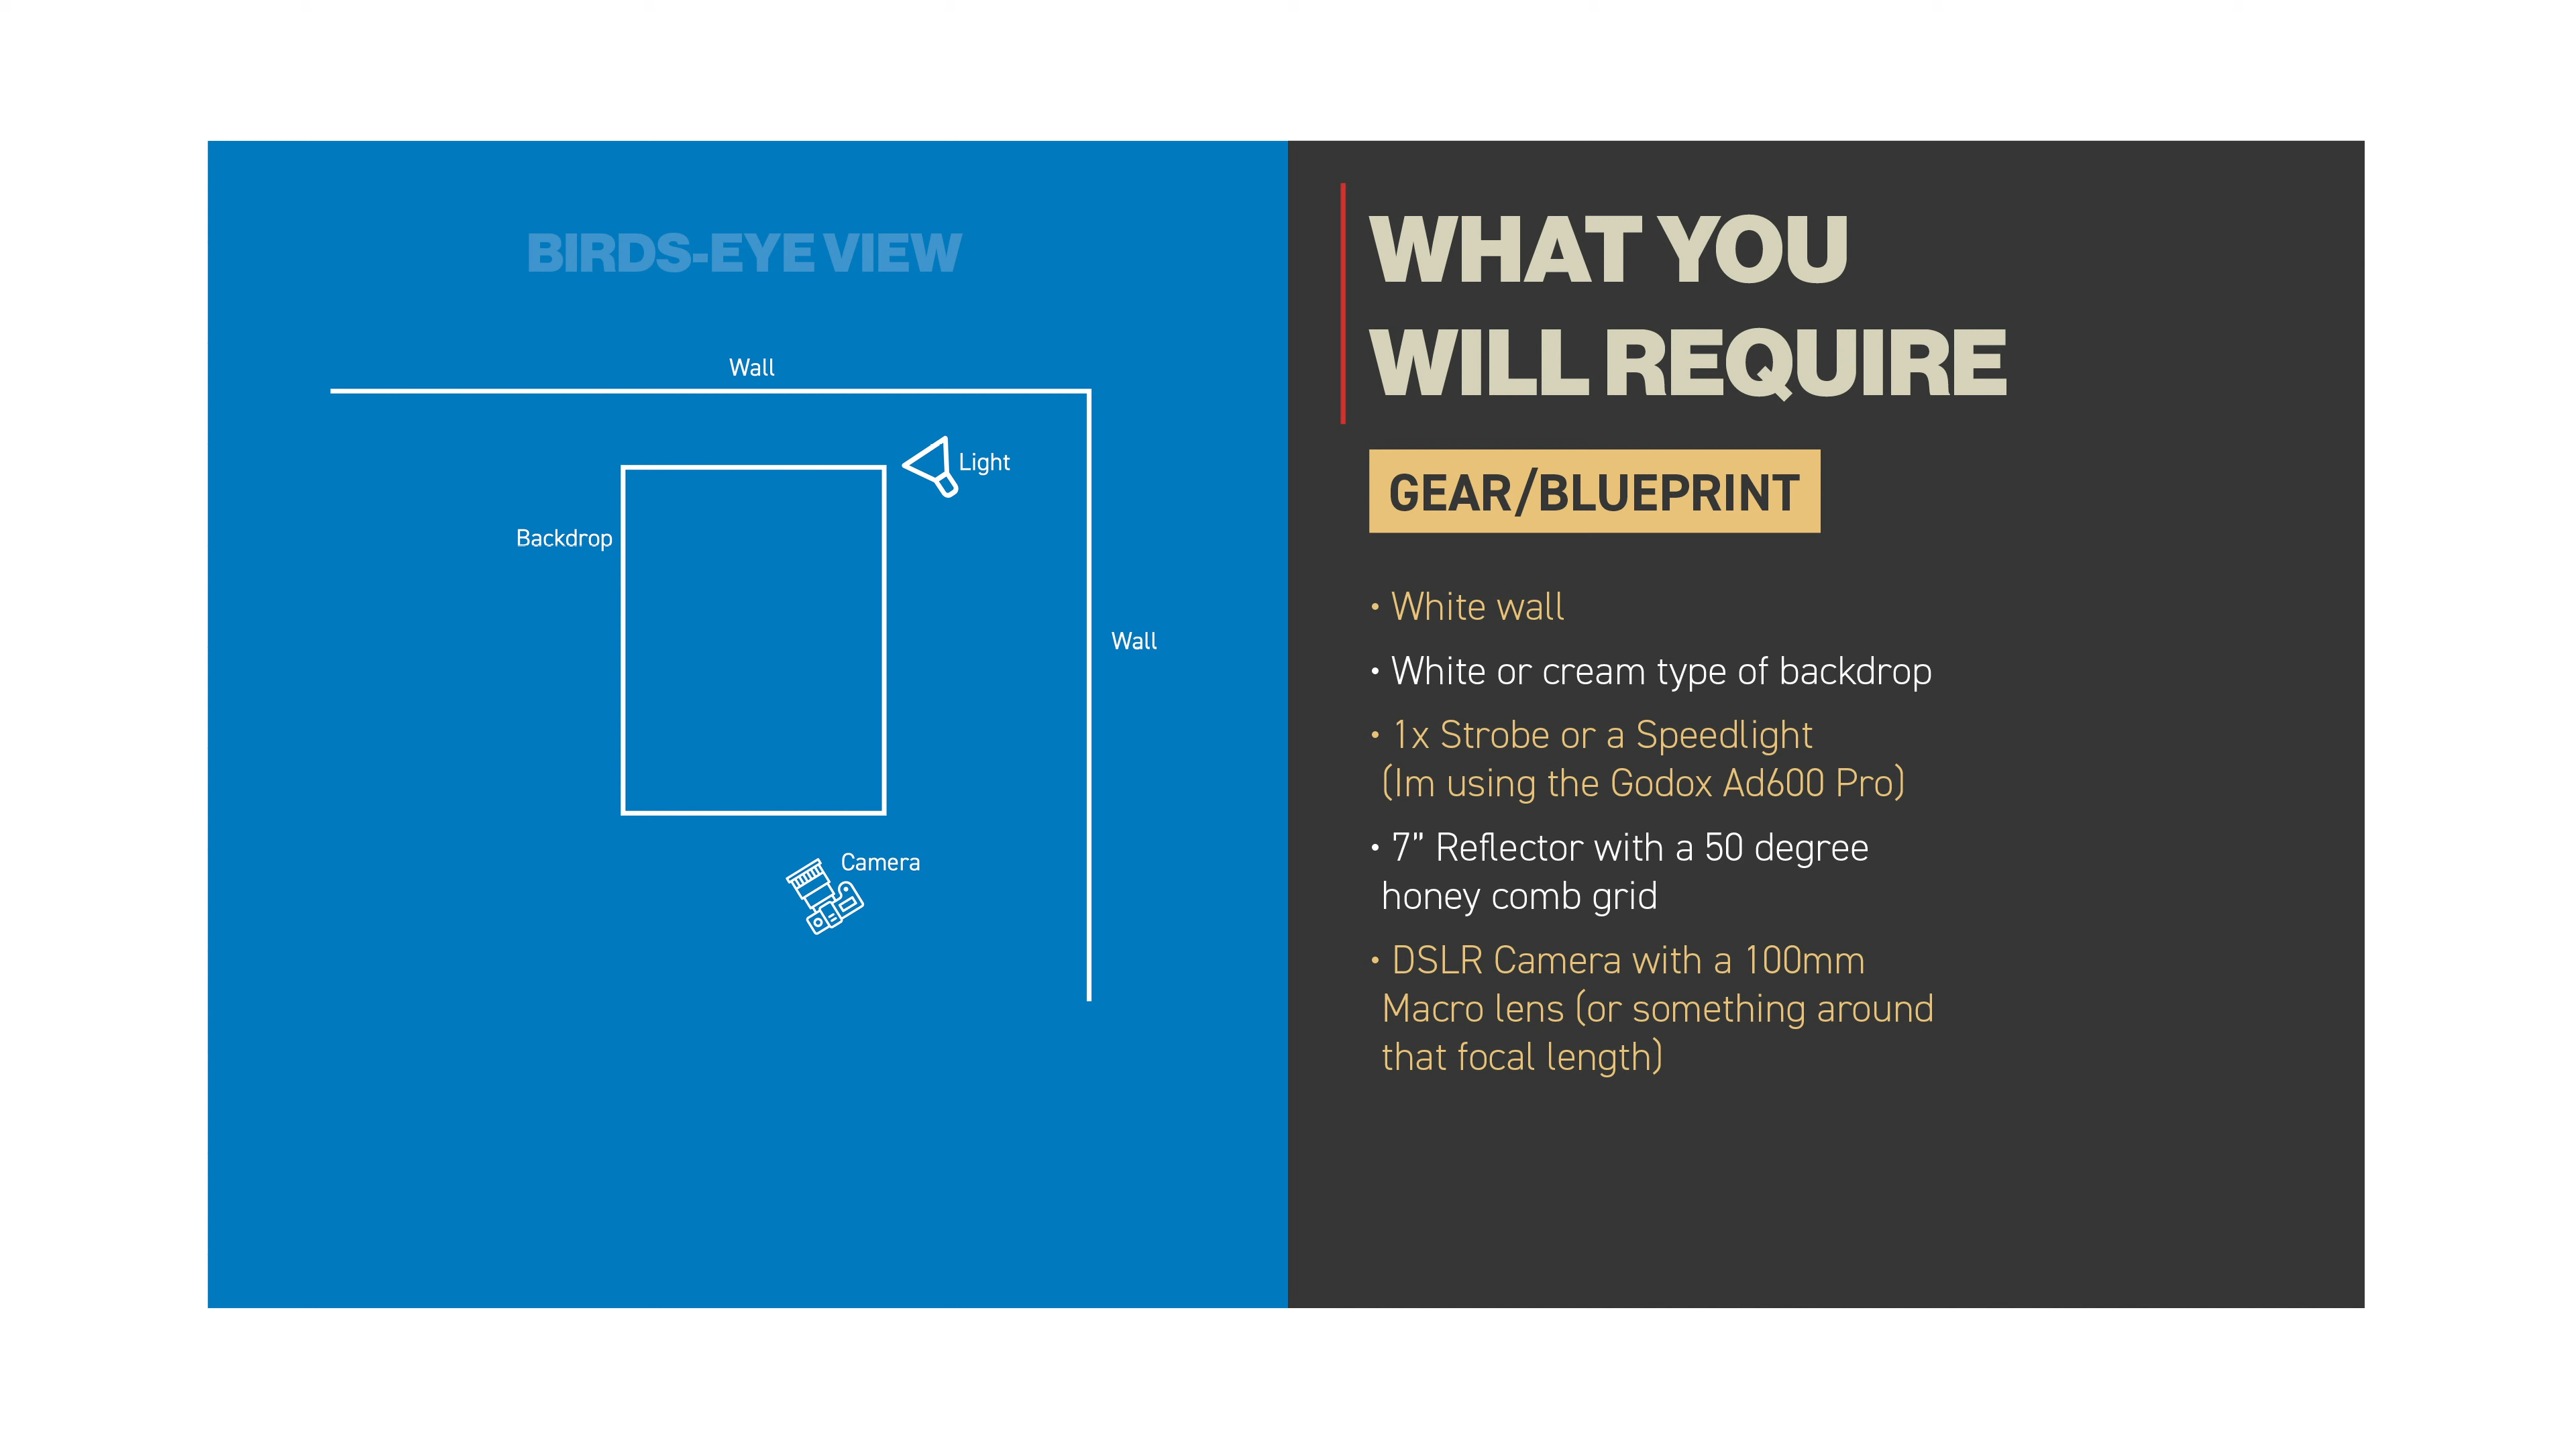 BIRDS-EYE VIEW
Wall
Light
Backdrop
Wall
Camera
WHAT YOU
WILL REQUIRE
GEAR/BLUEPRINT
• White wall
• White or cream type of backdrop
• 1x Strobe or a Speedlight
(Im using the Godox Ad600 Pro)
• 7” Reflector with a 50 degree
honey comb grid
• DSLR Camera with a 100mm
Macro lens (or something around
that focal length)